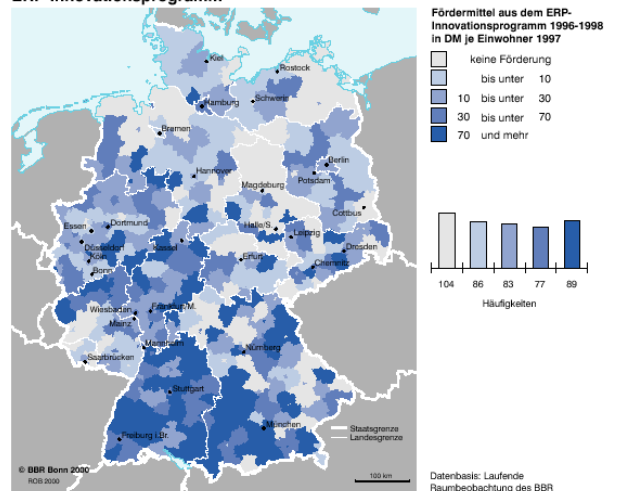 ERP-Innovationsprogramm
Fördermittel aus dem ERP-
Innovationsprogramm 1996-1998
in DM je Einwohner 1997
keine Förderung
bis unter 10
10 bis unter 30
30 bis unter 70
70 und mehr
Kiel
Rostock
Hamburg
Schwerin
Bremen
Berlin
Hannover
Potsdam
Magdeburg
Cottbus
Essen
Dortmund
Halle/S.
Leipzig
Düsseldorf
Kassel
Dresden
Köln
Erfurt
Chemnitz
Bonn
Wiesbaden
Frankfurt/M.
Mainz
Mannheim
Saarbrücken
Nürnberg
Stuttgart
München
Freiburg i.Br.
104 86 83 77 89
Häufigkeiten
Staatsgrenze
Landesgrenze
© BBR Bonn 2000
ROB 2000
100 km
Datenbasis: Laufende
Raumbeobachtung des BBR